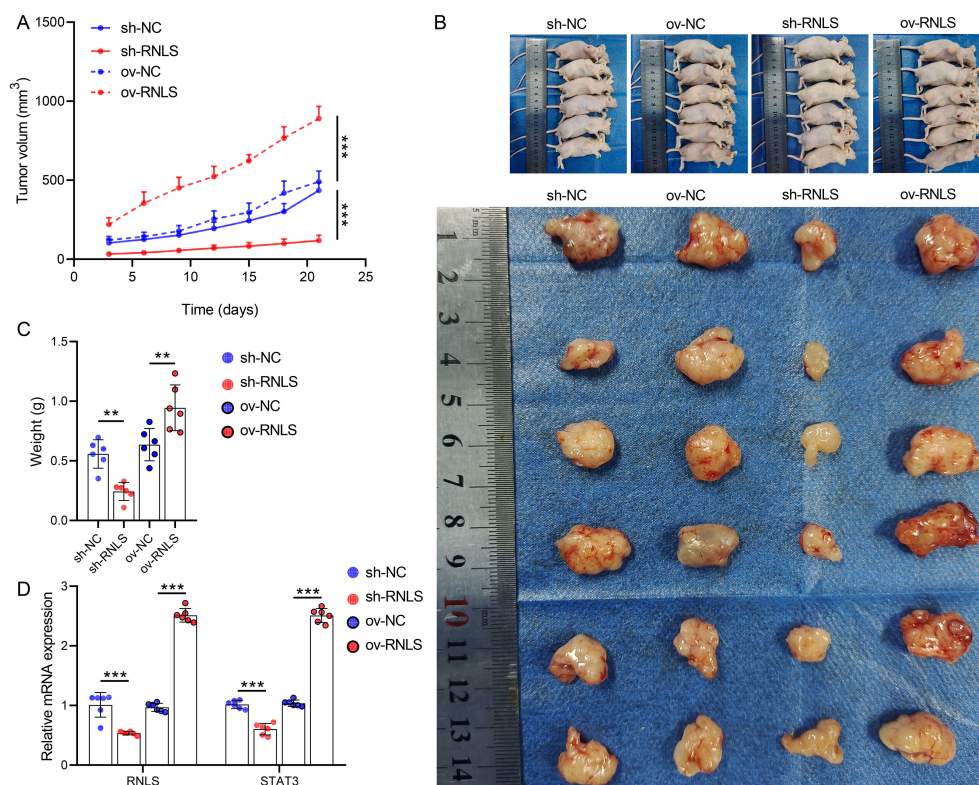 A
Tumor volum (mm³)
1500
1000
500
0
0 5 10 15 20 25
Time (days)
sh-NC
sh-RNLS
ov-NC
ov-RNLS
***
***
B
sh-NC ov-NC sh-RNLS ov-RNLS
sh-NC ov-NC sh-RNLS ov-RNLS
5 mm
mm
1
2
3
4
5
6
7
8
9
10
11
12
13
14
C
Weight (g)
1.5
1.0
0.5
0.0
**
**
sh-NC
sh-RNLS
ov-NC
ov-RNLS
sh-NC
sh-RNLS
ov-NC
ov-RNLS
D
Relative mRNA expression
3
2
1
0
***
***
***
***
RNLS STAT3
sh-NC
sh-RNLS
ov-NC
ov-RNLS